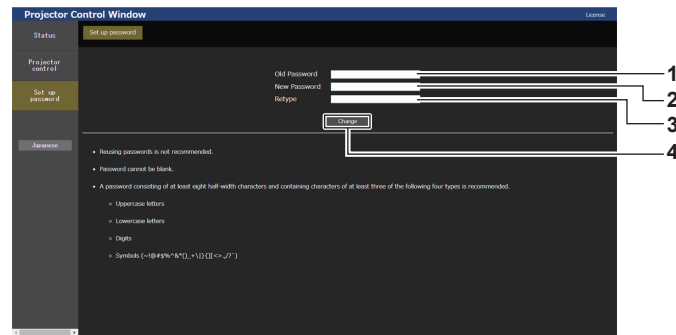 Projector Control Window
License
Status
Set up password
Projector
control
Set up
password
Japanese
Old Password
New Password
Retype
Change
1
2
3
4
• Reusing passwords is not recommended.
• Password cannot be blank.
• A password consisting of at least eight half-width characters and containing characters of at least three of the following four types is recommended.
○ Uppercase letters
○ Lowercase letters
○ Digits
○ Symbols (~!@#$%^&*()_+\|}{][<>.,/?`)